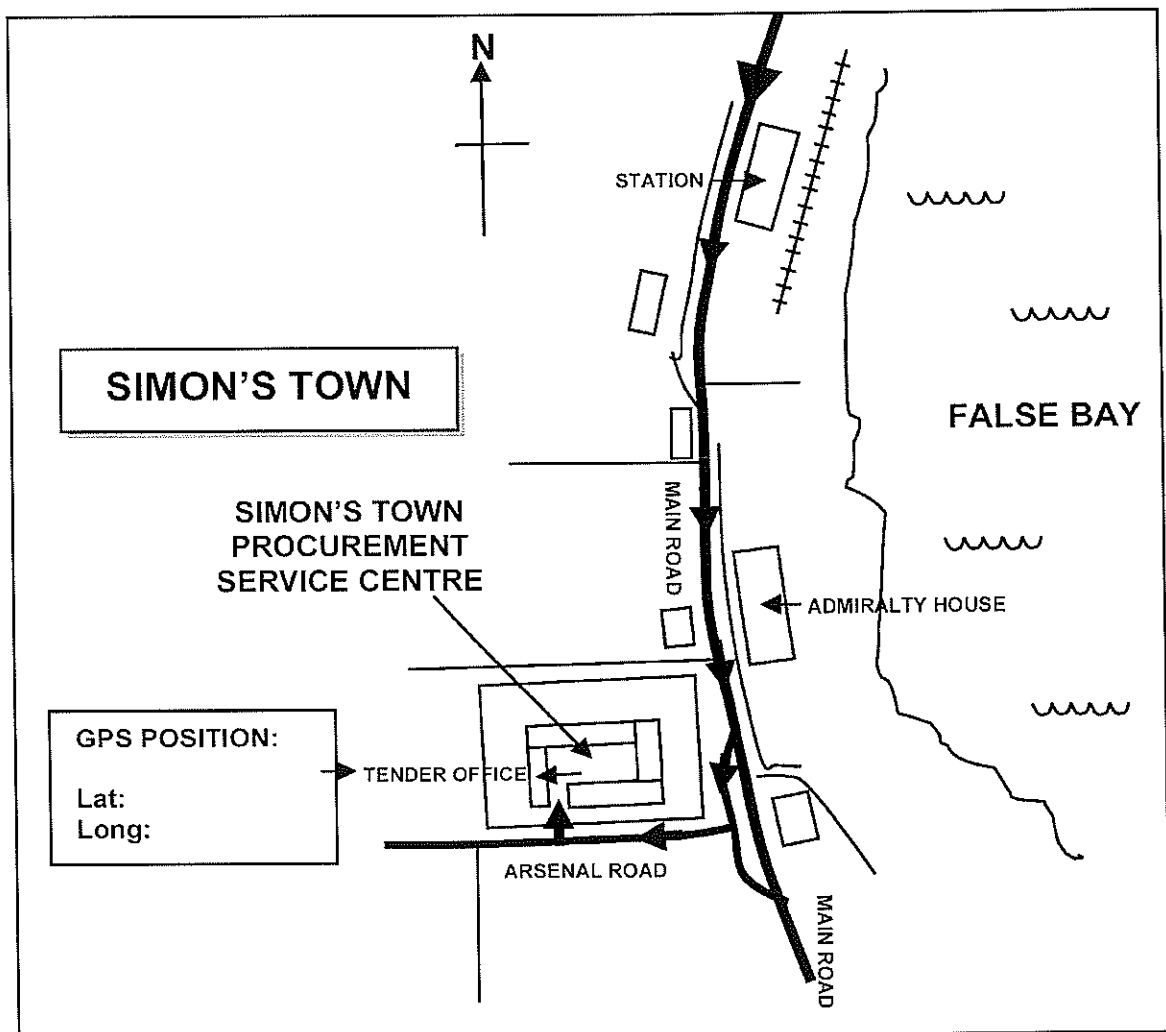 N
STATION
SIMON'S TOWN
FALSE BAY
SIMON'S TOWN
PROCUREMENT
SERVICE CENTRE
MAIN ROAD
ADMIRALTY HOUSE
GPS POSITION:
Lat:
Long:
TENDER OFFICE
ARSENAL ROAD
MAIN ROAD